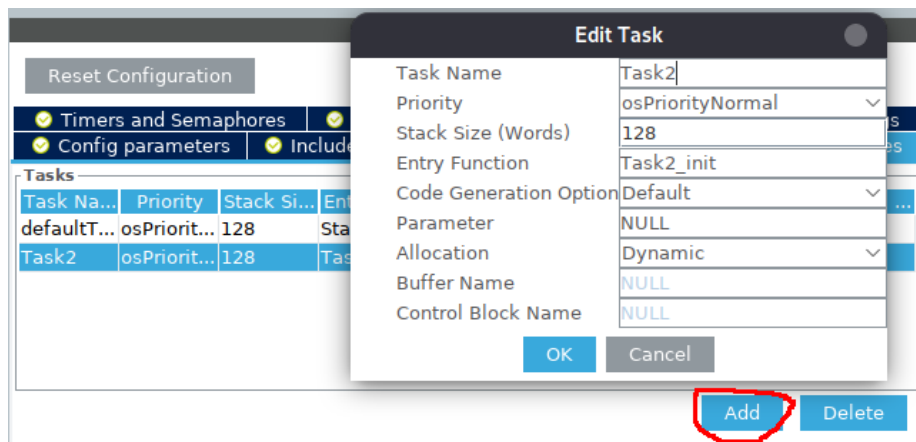 Edit Task
Reset Configuration
Task Name Task2
Priority osPriorityNormal
Stack Size (Words) 128
Entry Function Task2_init
Code Generation Option Default
Parameter NULL
Allocation Dynamic
Buffer Name NULL
Control Block Name NULL
OK Cancel
Timers and Semaphores s
Config parameters Include es
Tasks
Task Na... Priority Stack Si... Ent ...
defaultT... osPriorit... 128 Sta
Task2 osPriorit... 128 Tas
Add Delete